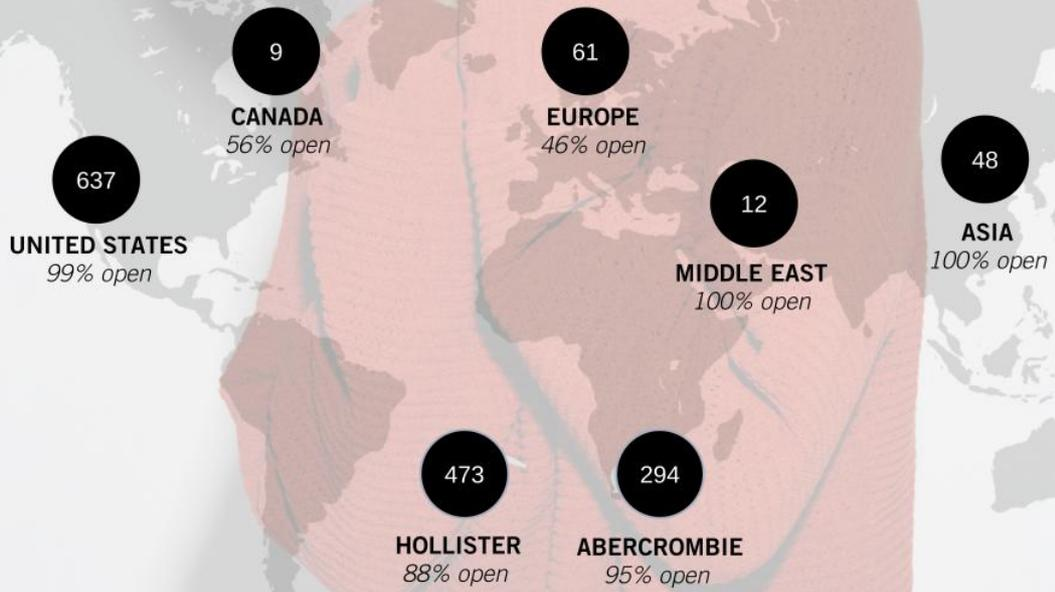 9
CANADA
56% open
61
EUROPE
46% open
637
UNITED STATES
99% open
12
MIDDLE EAST
100% open
48
ASIA
100% open
473
HOLLISTER
88% open
294
ABERCROMBIE
95% open